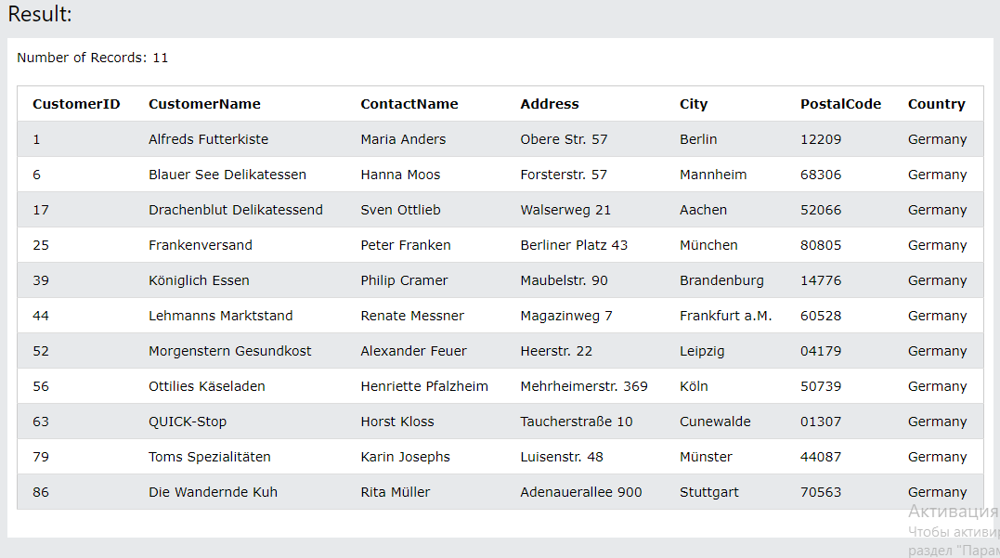 Result:
Number of Records: 11
CustomerID CustomerName ContactName Address City PostalCode Country
1 Alfreds Futterkiste Maria Anders Obere Str. 57 Berlin 12209 Germany
6 Blauer See Delikatessen Hanna Moos Forsterstr. 57 Mannheim 68306 Germany
17 Drachenblut Delikatessend Sven Ottlieb Walserweg 21 Aachen 52066 Germany
25 Frankenversand Peter Franken Berliner Platz 43 München 80805 Germany
39 Königlich Essen Philip Cramer Maubelstr. 90 Brandenburg 14776 Germany
44 Lehmanns Marktstand Renate Messner Magazinweg 7 Frankfurt a.M. 60528 Germany
52 Morgenstern Gesundkost Alexander Feuer Heerstr. 22 Leipzig 04179 Germany
56 Ottilies Käseladen Henriette Pfalzheim Mehrheimerstr. 369 Köln 50739 Germany
63 QUICK-Stop Horst Kloss Taucherstraße 10 Cunewalde 01307 Germany
79 Toms Spezialitäten Karin Josephs Luisenstr. 48 Münster 44087 Germany
86 Die Wandernde Kuh Rita Müller Adenauerallee 900 Stuttgart 70563 Germany
Активация
Чтобы активи
раздел "Парам